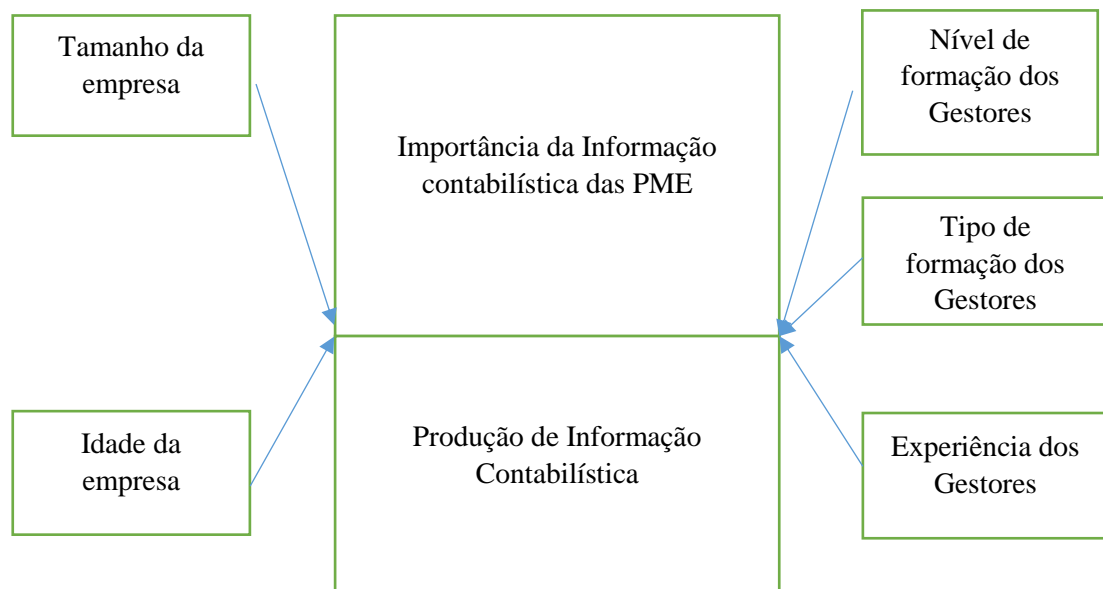 Tamanho da
empresa
Idade da
empresa
Importância da Informação
contabilística das PME
Produção de Informação
Contabilística
Nível de
formação dos
Gestores
Tipo de
formação dos
Gestores
Experiência dos
Gestores